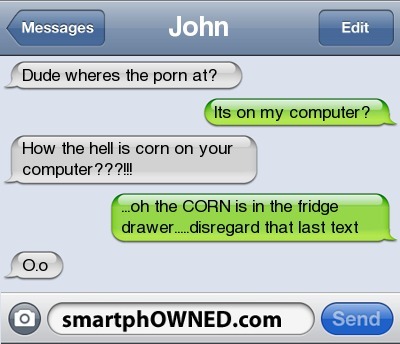 Messages
John
Edit
Dude wheres the porn at?
Its on my computer?
How the hell is corn on your
computer???!!!
...oh the CORN is in the fridge
drawer.....disregard that last text
O.o
smartphOWNED.com
Send